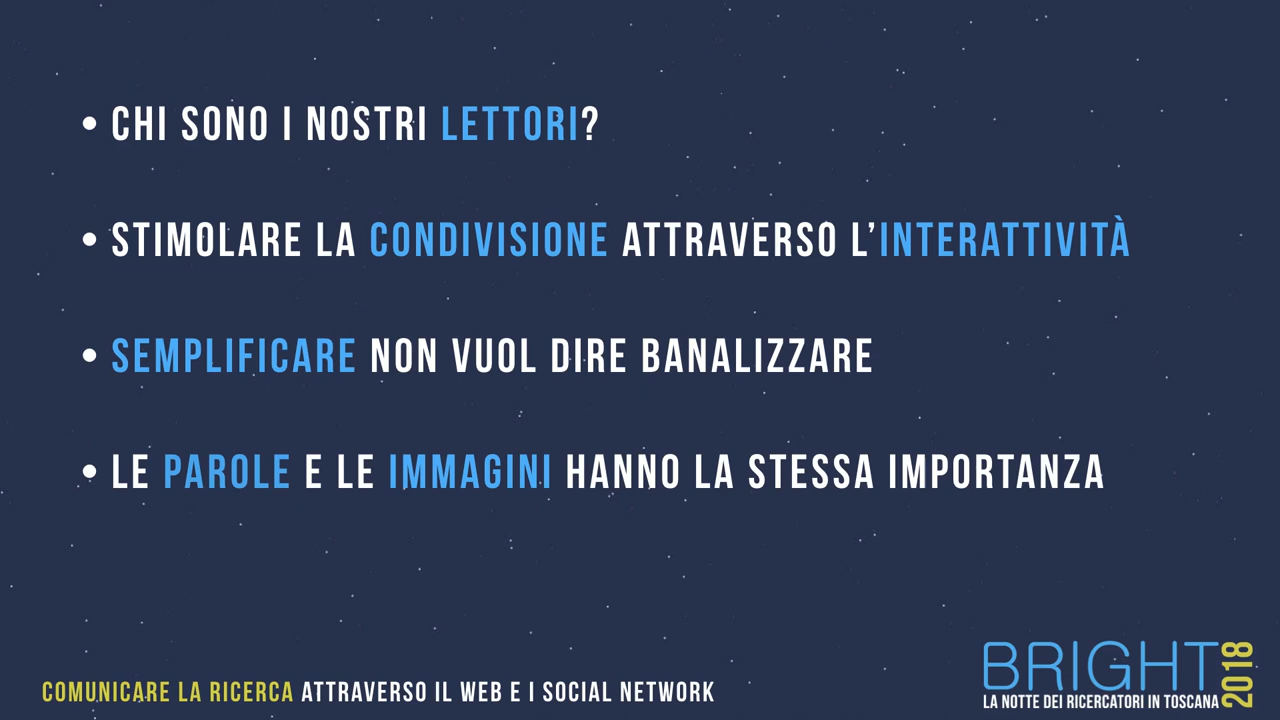 • CHI SONO I NOSTRI LETTORI?
• STIMOLARE LA CONDIVISIONE ATTRAVERSO L’INTERATTIVITÀ
• SEMPLIFICARE NON VUOL DIRE BANALIZZARE
• LE PAROLE E LE IMMAGINI HANNO LA STESSA IMPORTANZA
COMUNICARE LA RICERCA ATTRAVERSO IL WEB E I SOCIAL NETWORK
BRIGHT
LA NOTTE DEI RICERCATORI IN TOSCANA
2018